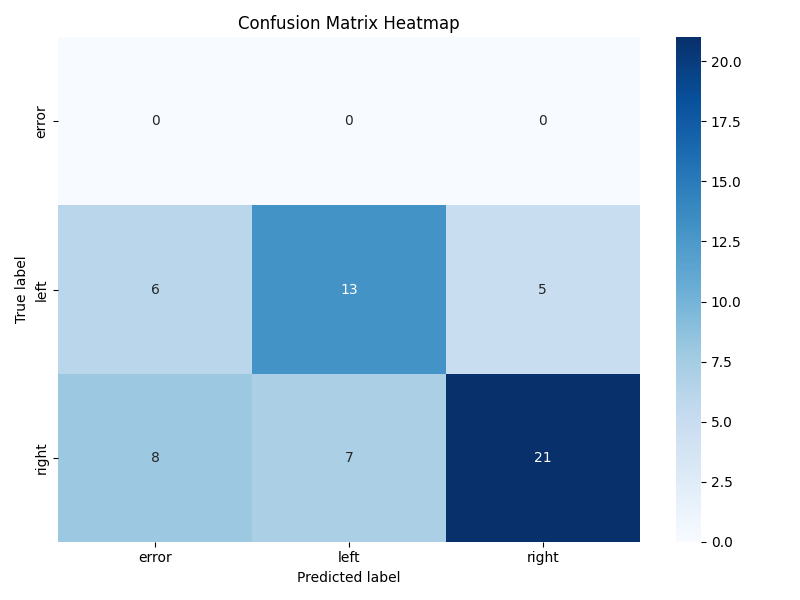 Confusion Matrix Heatmap
True label
error
0 0 0
left
6 13 5
right
8 7 21
error left right
Predicted label
20.0
17.5
15.0
12.5
10.0
7.5
5.0
2.5
0.0